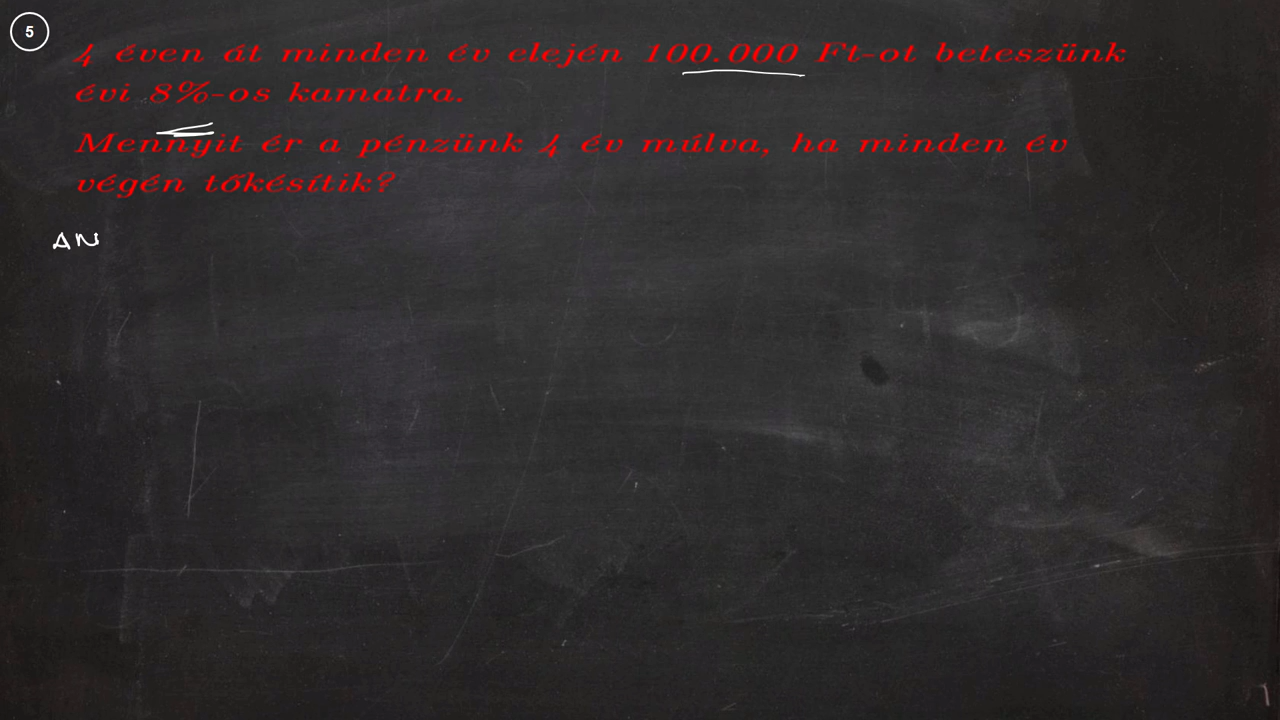 5
4 éven át minden év elején 100.000 Ft-ot beteszünk
évi 8%-os kamatra.
Mennyit ér a pénzünk 4 év múlva, ha minden év
végén tőkésítik?
AN